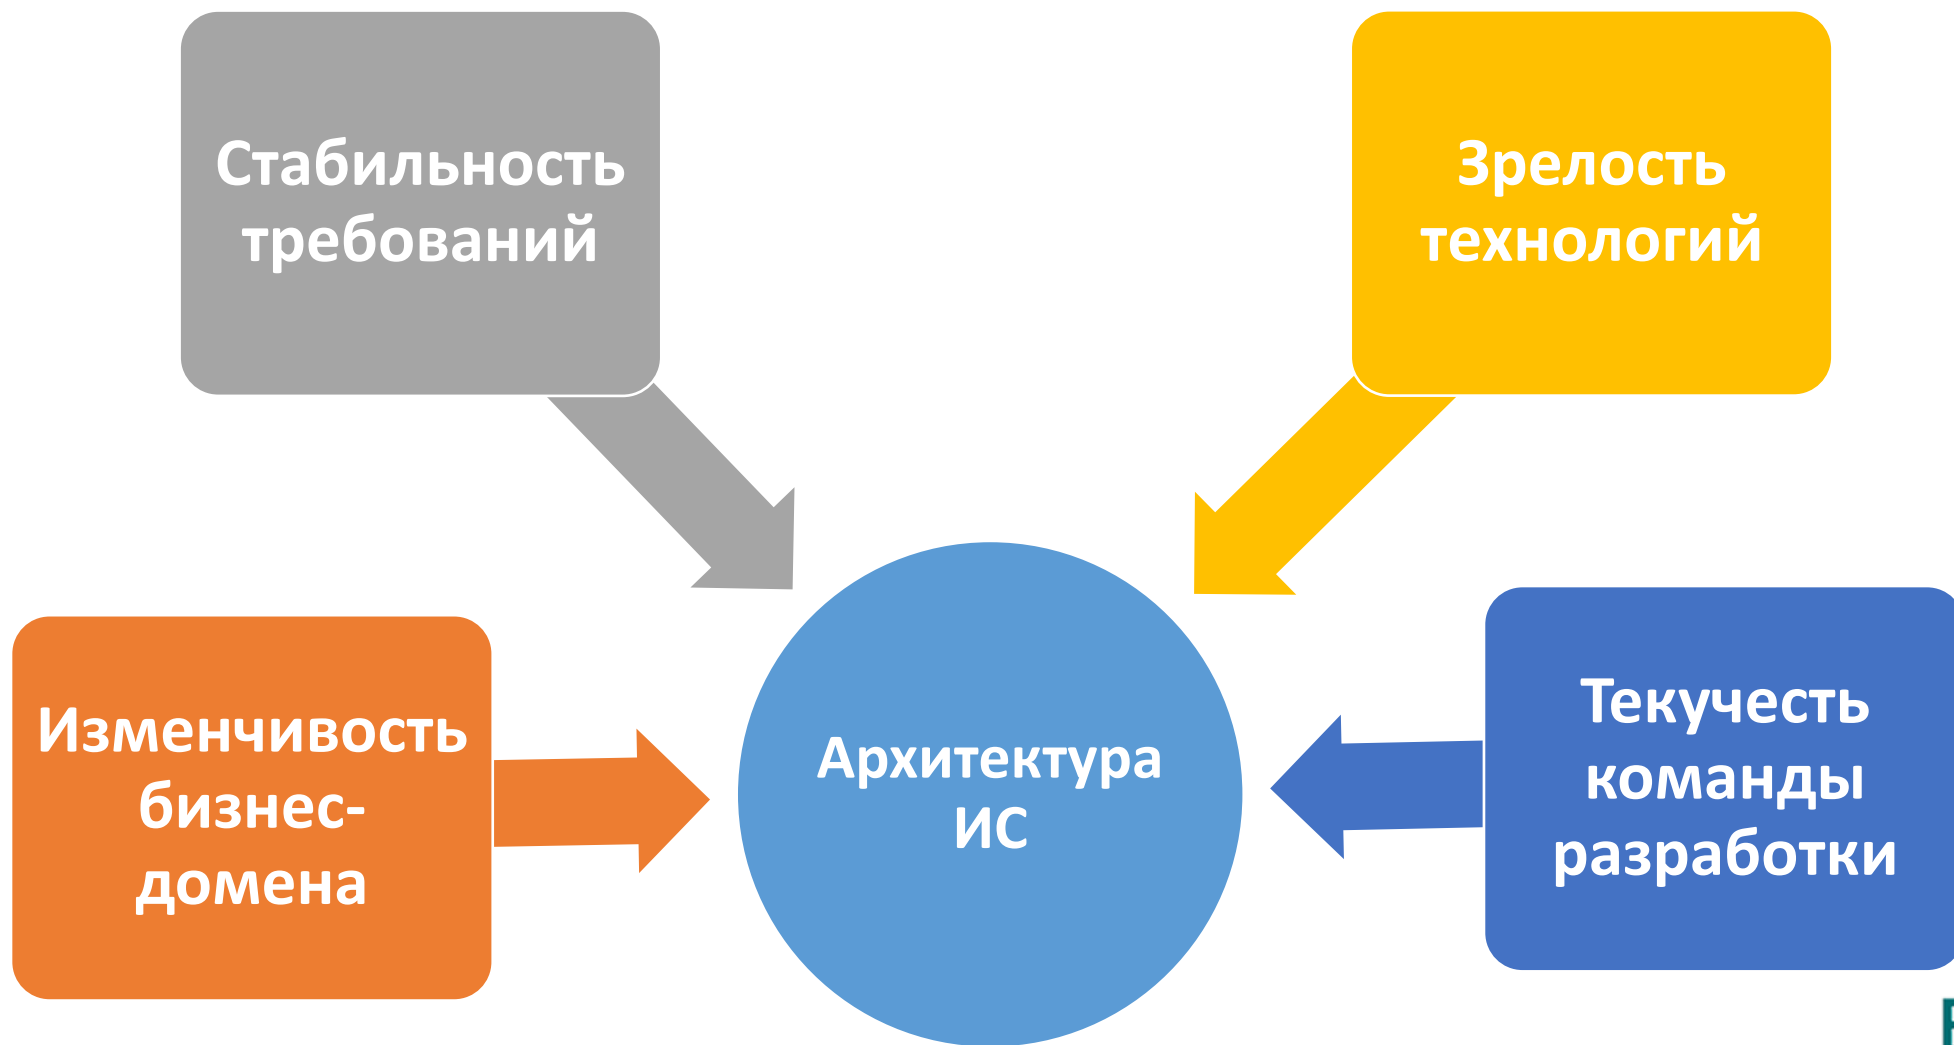 Стабильность
требований
Зрелость
технологий
Изменчивость
бизнес-
домена
Архитектура
ИС
Текучесть
команды
разработки